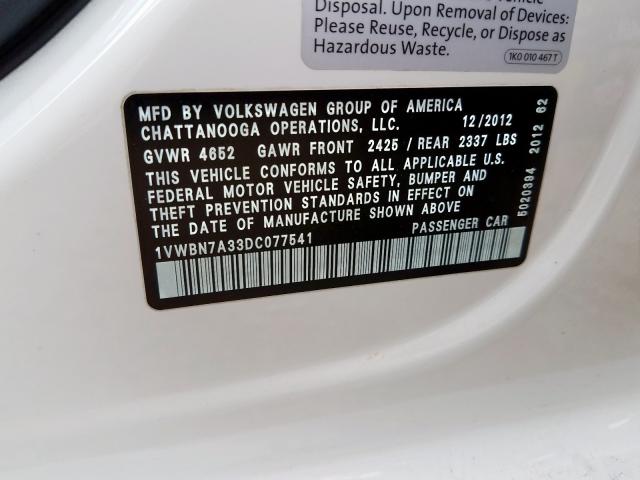 Disposal. Upon Removal of Devices:
Please Reuse, Recycle, or Dispose as
Hazardous Waste.
1K0 010 467 T
MFD BY VOLKSWAGEN GROUP OF AMERICA
CHATTANOOGA OPERATIONS, LLC. 12/2012
GVWR 4652 GAWR FRONT 2425 / REAR 2337 LBS
THIS VEHICLE CONFORMS TO ALL APPLICABLE U.S.
FEDERAL MOTOR VEHICLE SAFETY, BUMPER AND
THEFT PREVENTION STANDARDS IN EFFECT ON
THE DATE OF MANUFACTURE SHOWN ABOVE
1VWBN7A33DC077541 PASSENGER CAR
5020394 2012 62